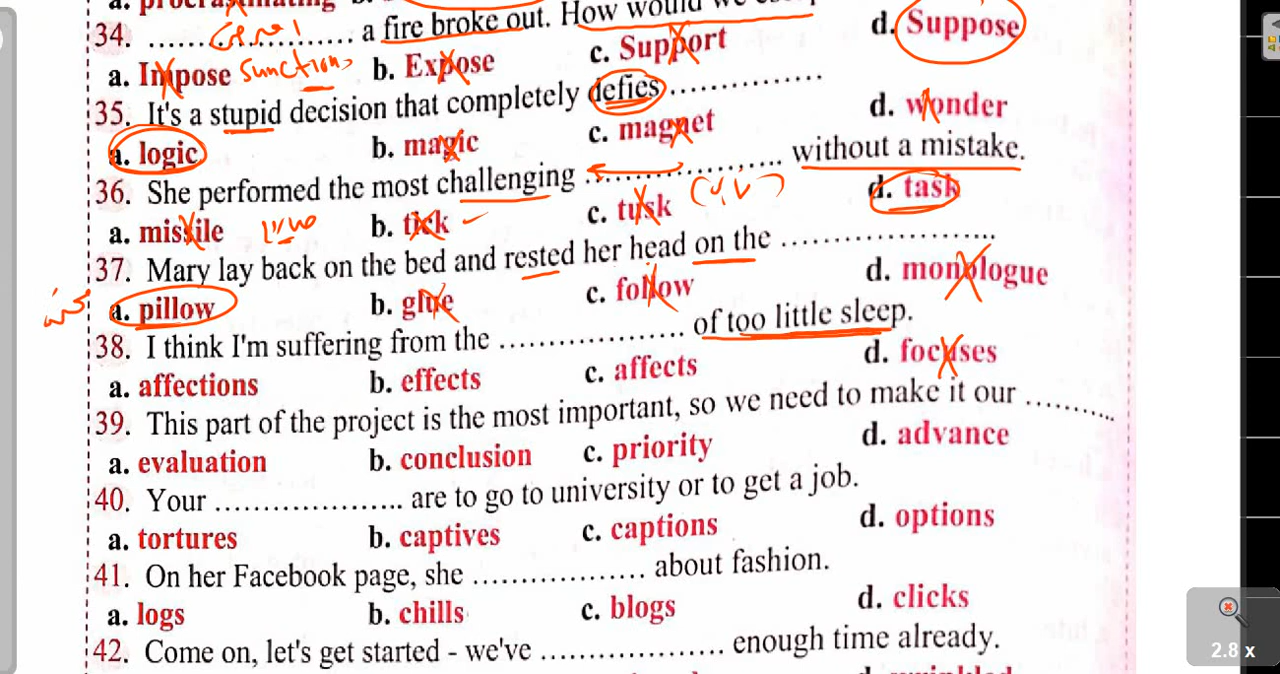 34. .................... a fire broke out. How would we
a. Impose b. Expose c. Support d. Suppose
35. It's a stupid decision that completely defies ....................
a. logic b. magic c. magnet d. wonder
36. She performed the most challenging .................... without a mistake.
a. missile b. tick c. tusk d. task
37. Mary lay back on the bed and rested her head on the ....................
a. pillow b. glue c. follow d. monologue
38. I think I'm suffering from the .................... of too little sleep.
a. affections b. effects c. affects d. focuses
39. This part of the project is the most important, so we need to make it our ............
a. evaluation b. conclusion c. priority d. advance
40. Your .................... are to go to university or to get a job.
a. tortures b. captives c. captions d. options
41. On her Facebook page, she .................... about fashion.
a. logs b. chills c. blogs d. clicks
42. Come on, let's get started - we've .................... enough time already.
2.8 x